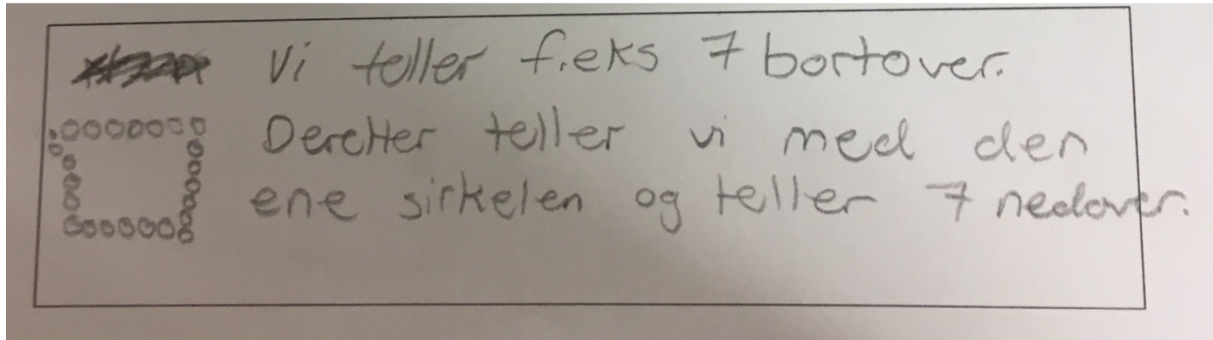 Vi teller f.eks 7 bortover.
Deretter teller vi med den
ene sirkelen og teller 7 nedover.